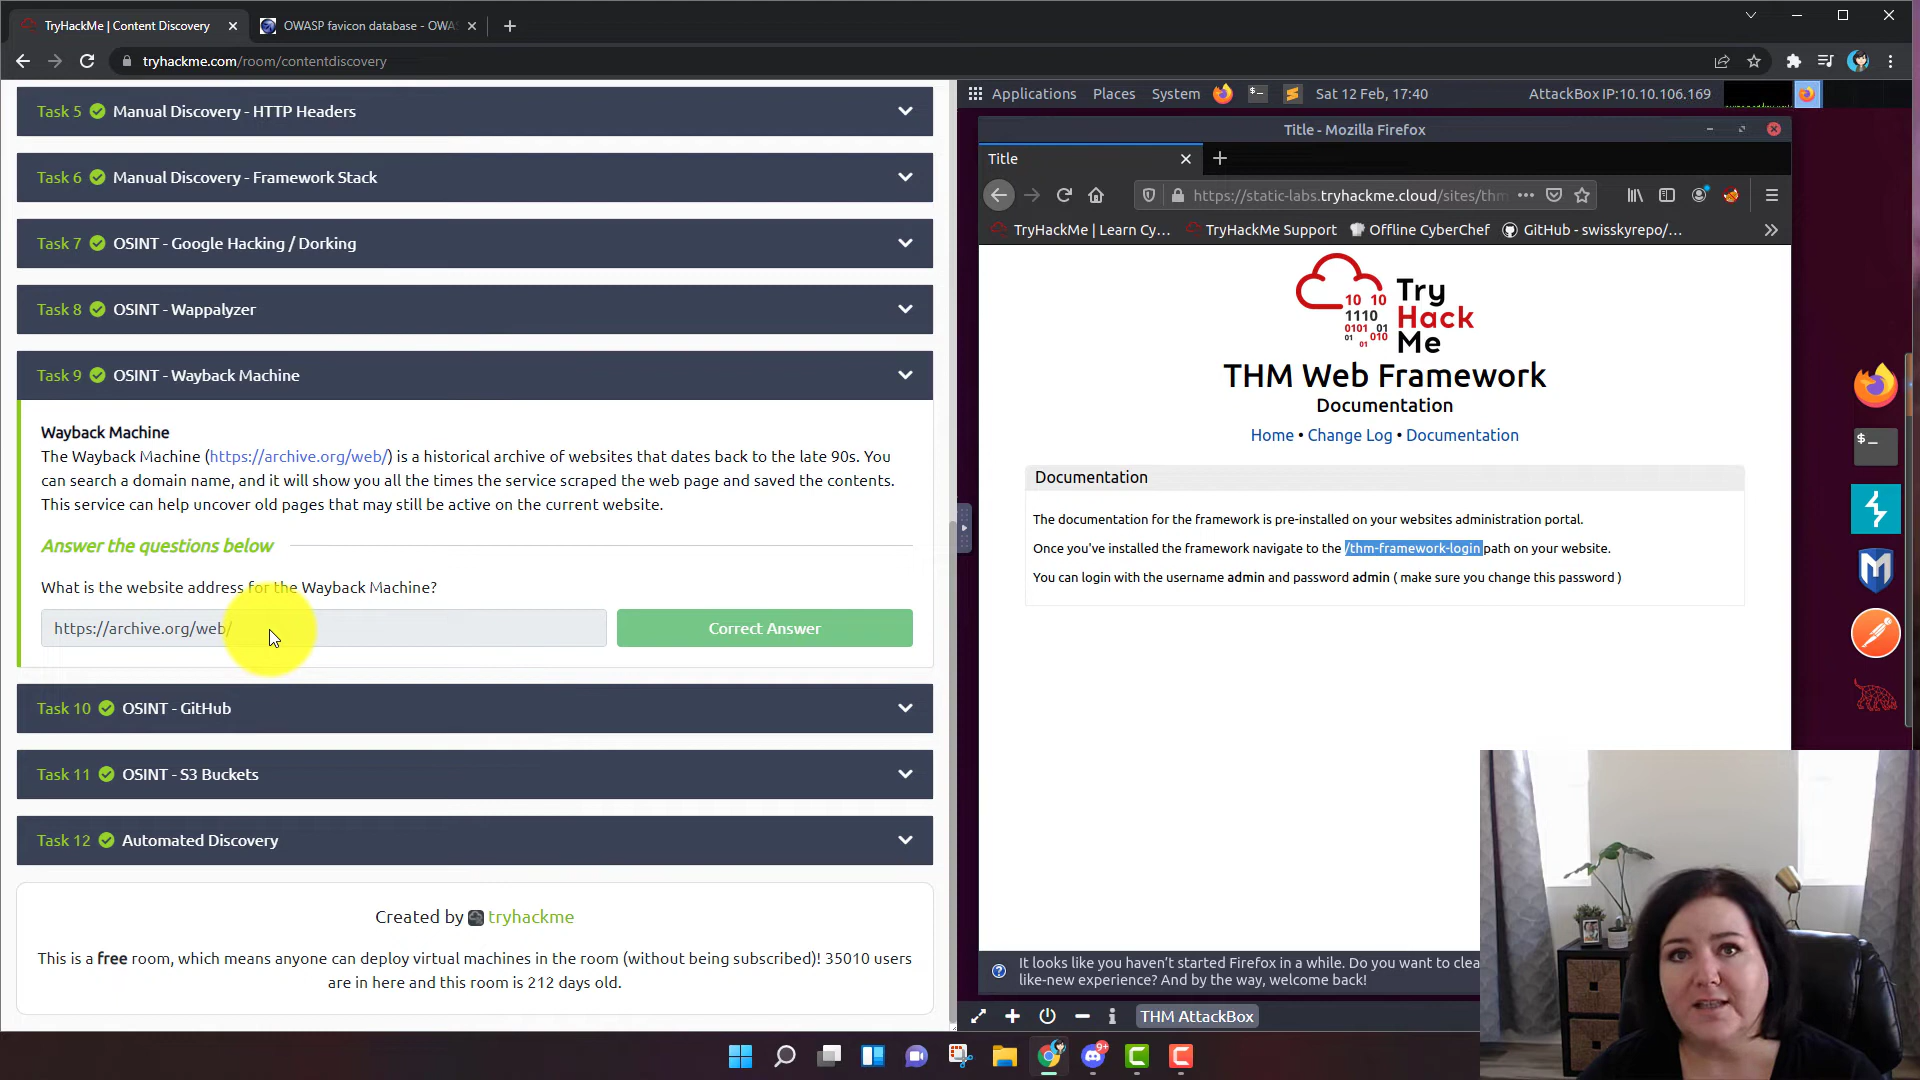 TryHackMe | Content Discovery
OWASP favicon database - OWA
tryhackme.com/room/contentdiscovery
Task 5 Manual Discovery - HTTP Headers
Task 6 Manual Discovery - Framework Stack
Task 7 OSINT - Google Hacking / Dorking
Task 8 OSINT - Wappalyzer
Task 9 OSINT - Wayback Machine
Wayback Machine
The Wayback Machine (https://archive.org/web/) is a historical archive of websites that dates back to the late 90s. You
can search a domain name, and it will show you all the times the service scraped the web page and saved the contents.
This service can help uncover old pages that may still be active on the current website.
Answer the questions below
What is the website address for the Wayback Machine?
https://archive.org/web/
Correct Answer
Task 10 OSINT - GitHub
Task 11 OSINT - S3 Buckets
Task 12 Automated Discovery
Created by tryhackme
This is a free room, which means anyone can deploy virtual machines in the room (without being subscribed)! 35010 users
are in here and this room is 212 days old.
Applications Places System Sat 12 Feb, 17:40 AttackBox IP:10.10.106.169
Title - Mozilla Firefox
Title
https://static-labs.tryhackme.cloud/sites/thm
TryHackMe | Learn Cy… TryHackMe Support Offline CyberChef GitHub - swisskyrepo/…
10 10
1110
0101 01
01 010
01
Try
Hack
Me
THM Web Framework
Documentation
Home • Change Log • Documentation
Documentation
The documentation for the framework is pre-installed on your websites administration portal.
Once you've installed the framework navigate to the /thm-framework-login path on your website.
You can login with the username admin and password admin ( make sure you change this password )
It looks like you haven't started Firefox in a while. Do you want to clea
like-new experience? And by the way, welcome back!
THM AttackBox
$_
9+